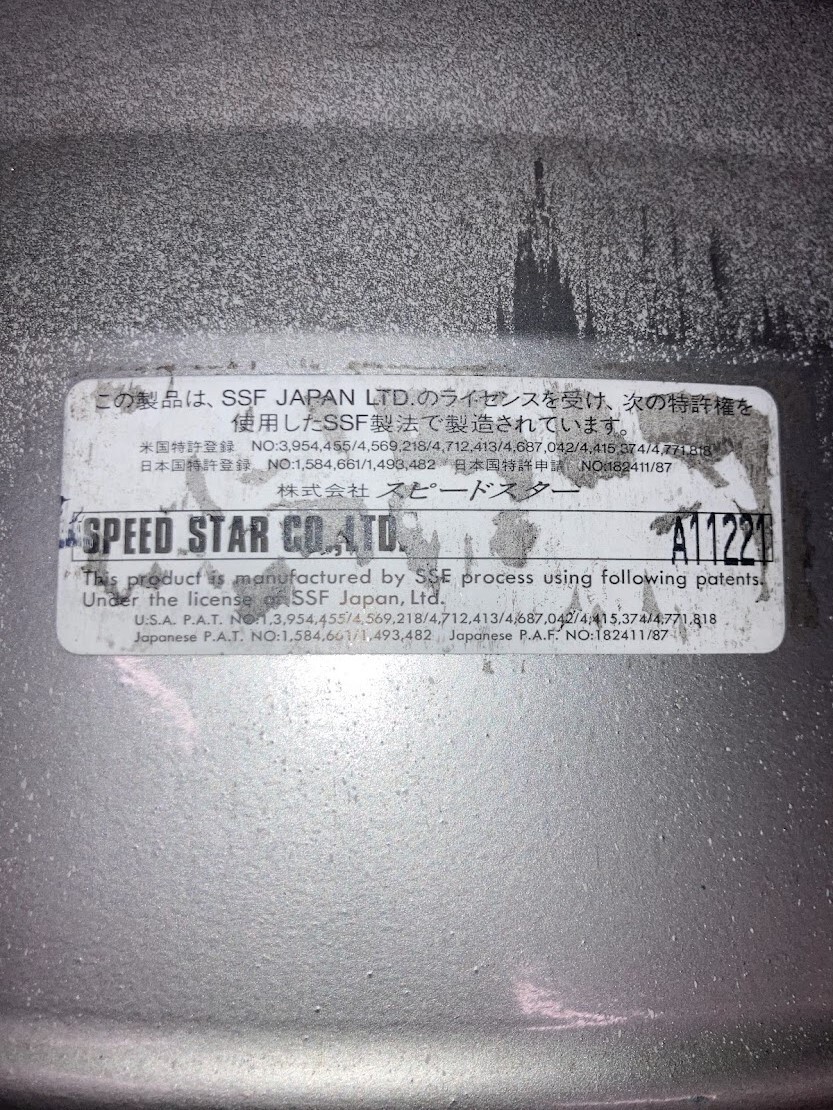 この製品は、SSF JAPAN LTD.のライセンスを受け、次の特許権を
使用したSSF製法で製造されています。
米国特許登録 NO:3,954,455/4,569,218/4,712,413/4,687,042/4,415,374/4,771,818
日本国特許登録 NO:1,584,661/1,493,482 日本国特許申請 NO:182411/87
株式会社 スピードスター
SPEED STAR CO.,LTD. A11221
This product is manufactured by SSF process using following patents.
Under the license of SSF Japan, Ltd.
U.S.A. P.A.T. NO:1,3,954,455/4,569,218/4,712,413/4,687,042/4,415,374/4,771,818
Japanese P.A.T. NO:1,584,661/1,493,482 Japanese P.A.F. NO:182411/87